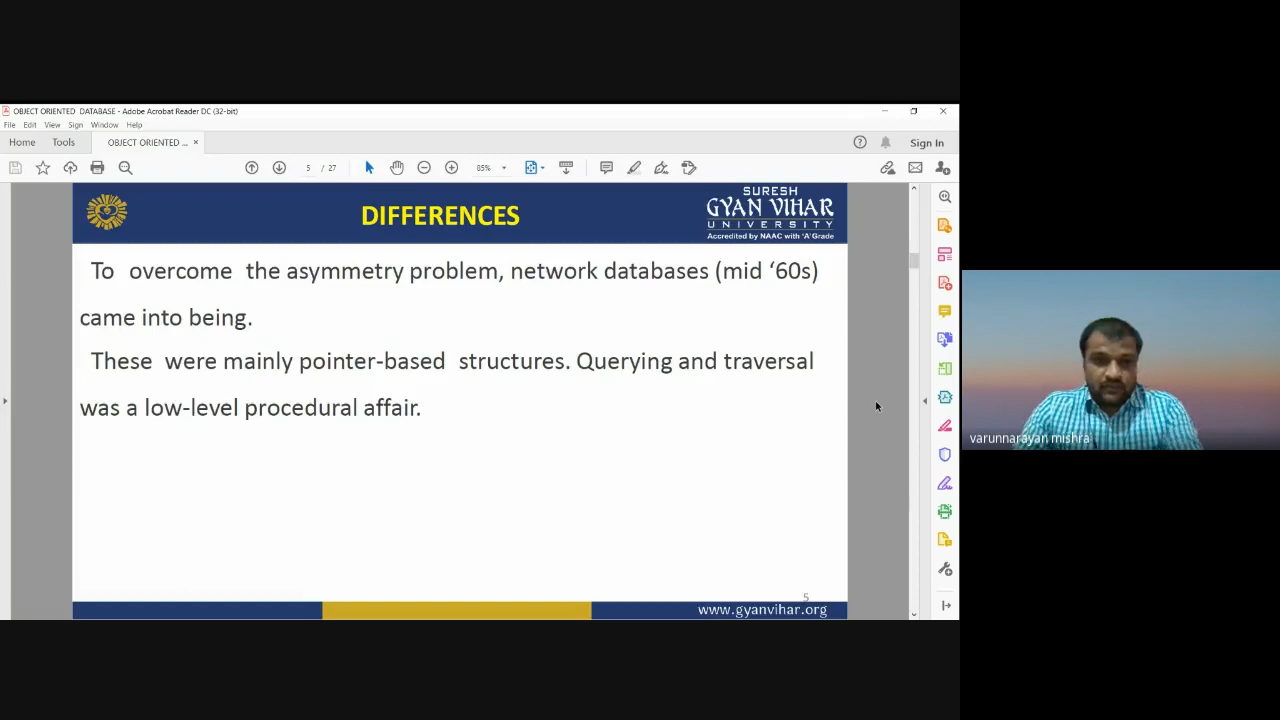 OBJECT ORIENTED DATABASE - Adobe Acrobat Reader DC (32-bit)
File Edit View Sign Window Help
Home Tools OBJECT ORIENTED ... × Sign In
5 / 27 85%
DIFFERENCES
SURESH
GYAN VIHAR
UNIVERSITY
Accredited by NAAC with 'A' Grade
To overcome the asymmetry problem, network databases (mid ‘60s)
came into being.
These were mainly pointer-based structures. Querying and traversal
was a low-level procedural affair.
varunnarayan mishra
5
www.gyanvihar.org